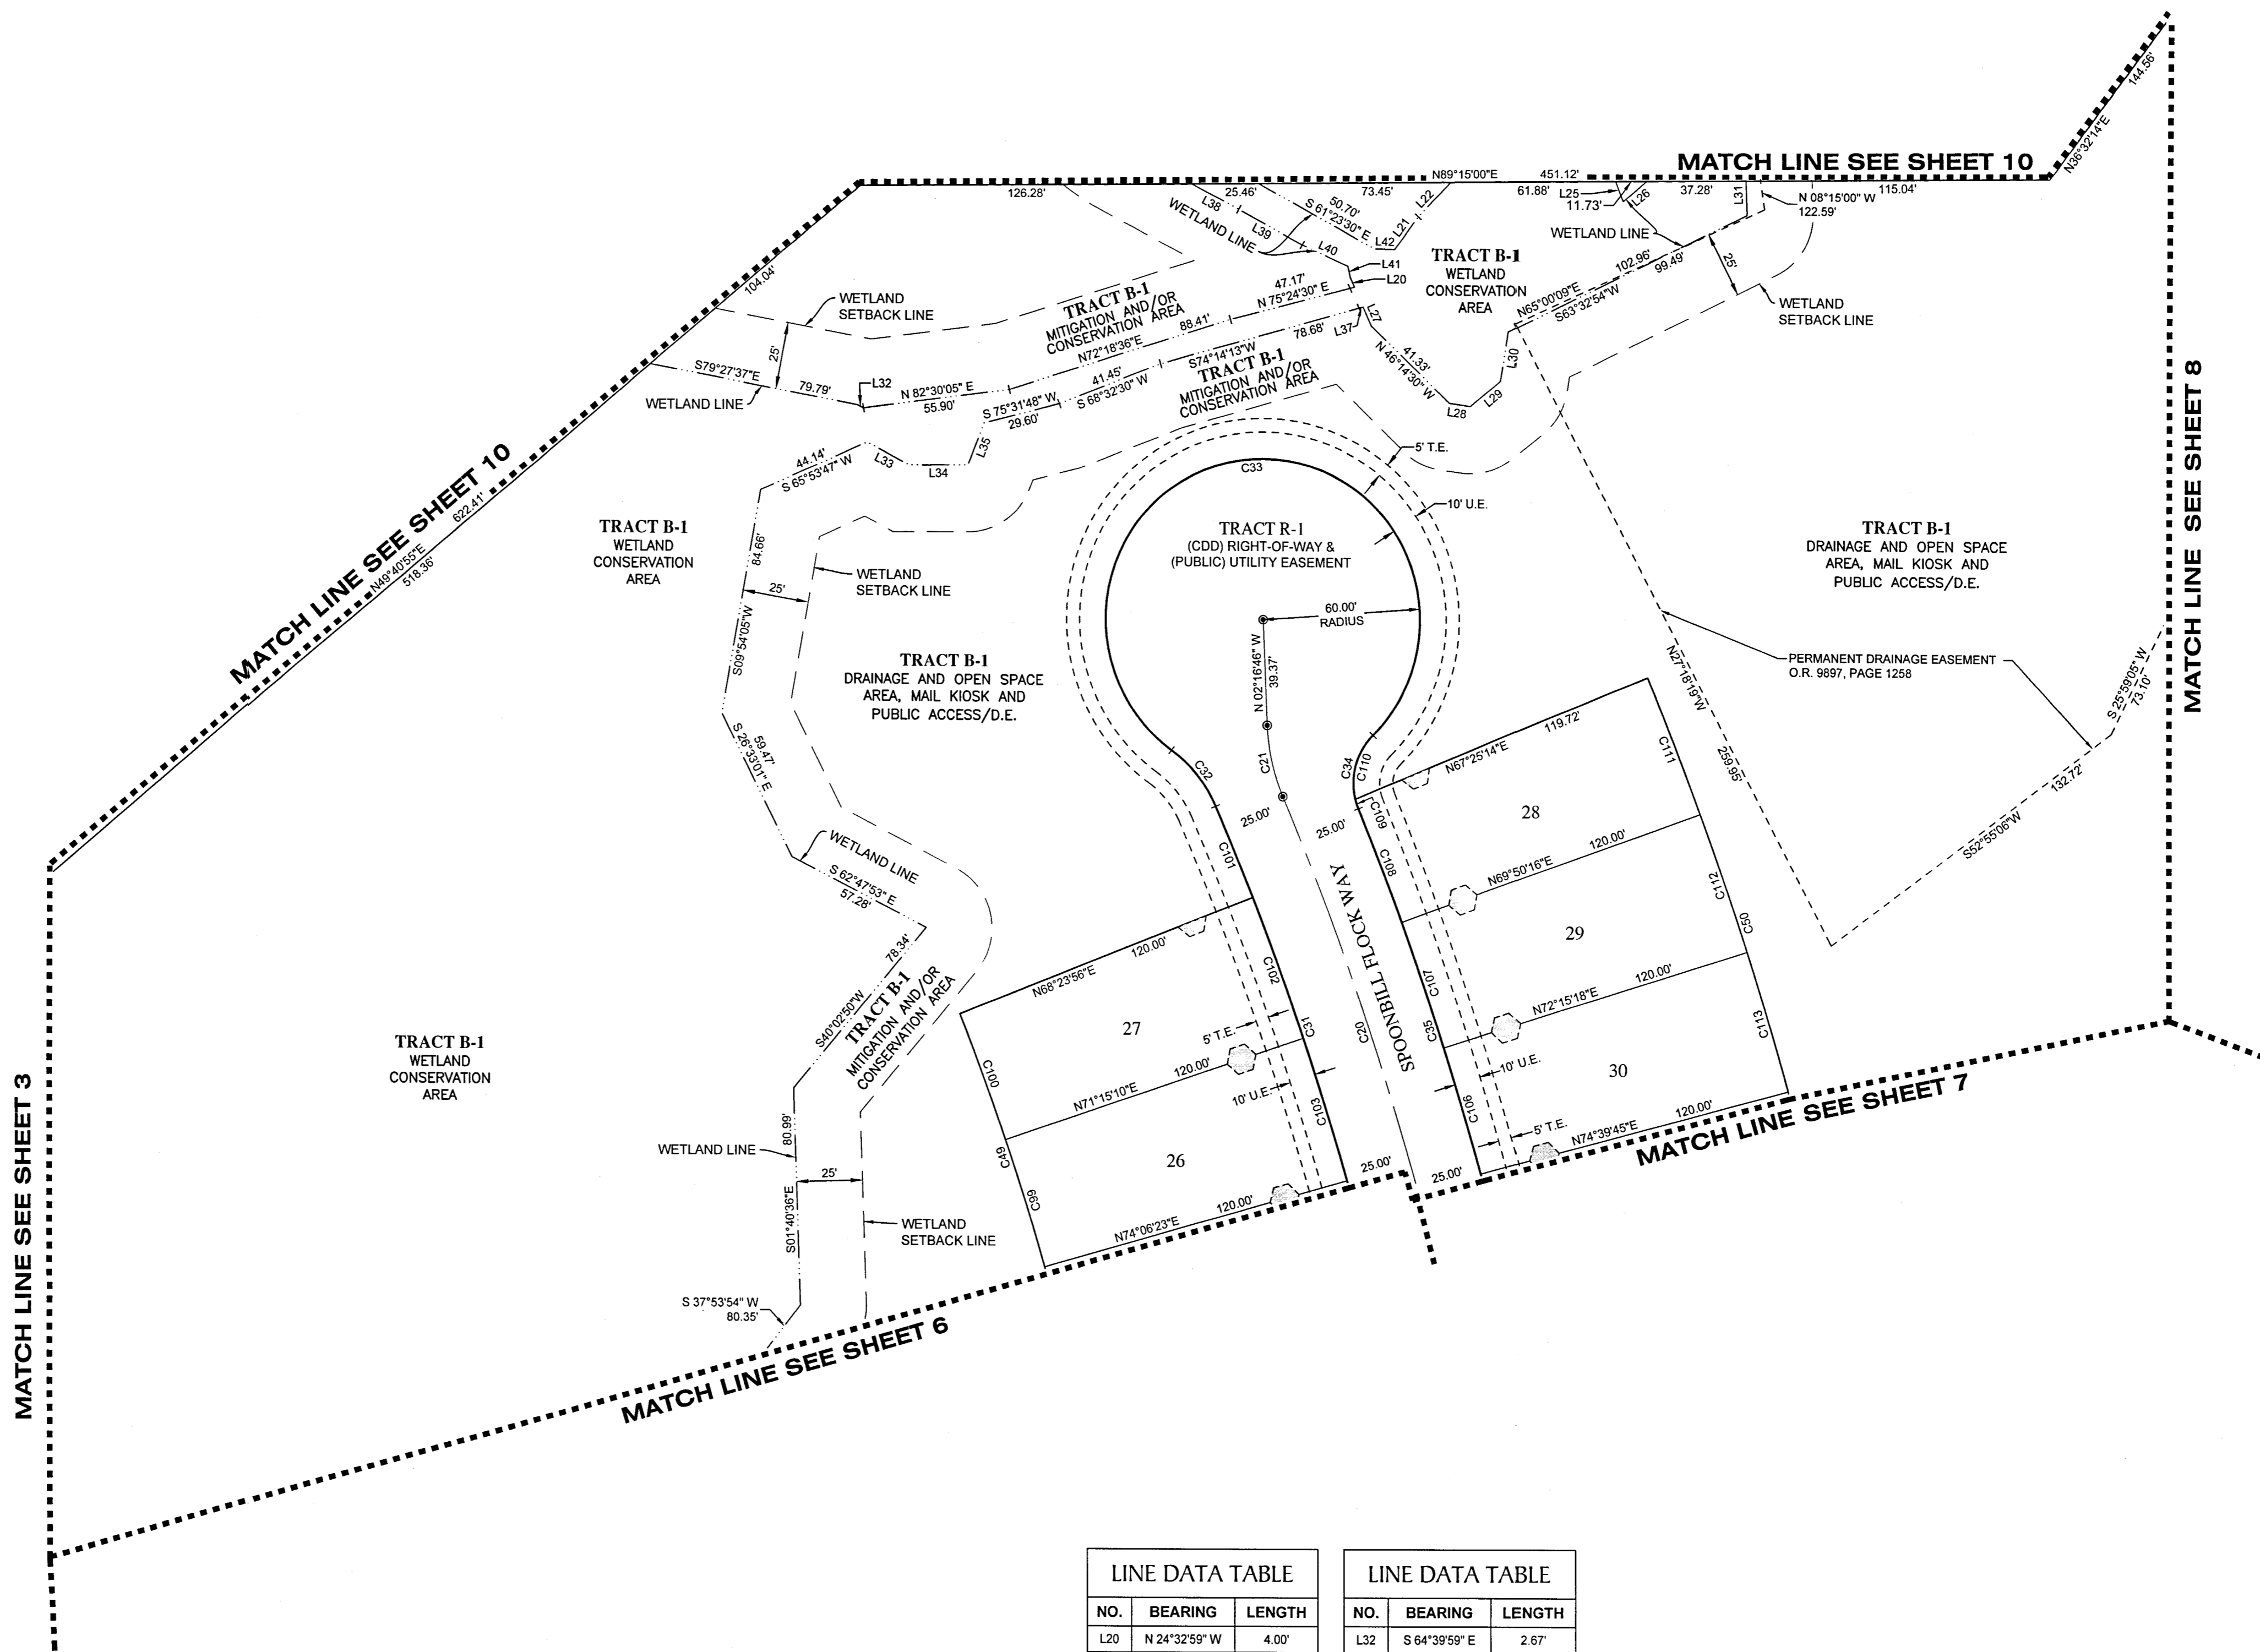 144.56'
N36°32'14"E
MATCH LINE SEE SHEET 10
N89°15'00"E
451.12'
126.28'
25.46'
73.45'
61.88'
L25
11.73'
L26
37.28'
L31
115.04'
N 08°15'00" W
122.59'
L38
L39
L40
WETLAND LINE
50.70'
S 61°23'30" E
L42
L21
L22
L41
L20
TRACT B-1
WETLAND
CONSERVATION
AREA
WETLAND LINE
102.96'
99.49'
N65°00'09"E
S63°32'54"W
25'
WETLAND
SETBACK LINE
104.04'
WETLAND
SETBACK LINE
25'
S79°27'37"E
79.79'
WETLAND LINE
L32
N 82°30'05" E
55.90'
TRACT B-1
MITIGATION AND/OR
CONSERVATION AREA
47.17'
N 75°24'30" E
88.41'
N72°18'36"E
78.68'
S74°14'13"W
L37
L27
41.45'
S 68°32'30" W
TRACT B-1
MITIGATION AND/OR
CONSERVATION AREA
41.33'
N 46°14'30" W
L28
L29
L30
S 75°31'48" W
29.60'
L35
L34
L33
44.14'
S 65°53'47" W
MATCH LINE SEE SHEET 10
622.41'
N49°40'55"E
518.36'
TRACT B-1
WETLAND
CONSERVATION
AREA
84.66'
S09°54'05"W
25'
WETLAND
SETBACK LINE
C33
5' T.E.
10' U.E.
TRACT R-1
(CDD) RIGHT-OF-WAY &
(PUBLIC) UTILITY EASEMENT
60.00'
RADIUS
N 02°16'46" W
39.37'
TRACT B-1
DRAINAGE AND OPEN SPACE
AREA, MAIL KIOSK AND
PUBLIC ACCESS/D.E.
TRACT B-1
DRAINAGE AND OPEN SPACE
AREA, MAIL KIOSK AND
PUBLIC ACCESS/D.E.
MATCH LINE SEE SHEET 8
PERMANENT DRAINAGE EASEMENT
O.R. 9897, PAGE 1258
N27°18'18"W
259.95'
S 25°59'05" W
73.10'
132.72'
S52°55'06"W
59.47'
S 26°33'01" E
WETLAND LINE
S 62°47'53" E
57.28'
C32
C21
C34
C110
25.00'
25.00'
C109
119.72'
N67°25'14"E
C111
28
C101
C108
120.00'
N69°50'16"E
C112
C50
29
SPOONBILL FLOCK WAY
C20
C107
C35
120.00'
N72°15'18"E
C113
30
10' U.E.
C106
5' T.E.
120.00'
N74°39'45"E
MATCH LINE SEE SHEET 7
78.34'
S40°02'50"W
TRACT B-1
MITIGATION AND/OR
CONSERVATION AREA
120.00'
N68°23'56"E
C102
27
5' T.E.
C31
C100
120.00'
N71°15'10"E
10' U.E.
C103
C49
26
C99
25.00'
25.00'
120.00'
N74°06'23"E
TRACT B-1
WETLAND
CONSERVATION
AREA
80.99'
WETLAND LINE
25'
S01°40'36"E
WETLAND
SETBACK LINE
S 37°53'54" W
80.35'
MATCH LINE SEE SHEET 6
MATCH LINE SEE SHEET 3
LINE DATA TABLE
NO. BEARING LENGTH
L20 N 24°32'59" W 4.00'
LINE DATA TABLE
NO. BEARING LENGTH
L32 S 64°39'59" E 2.67'